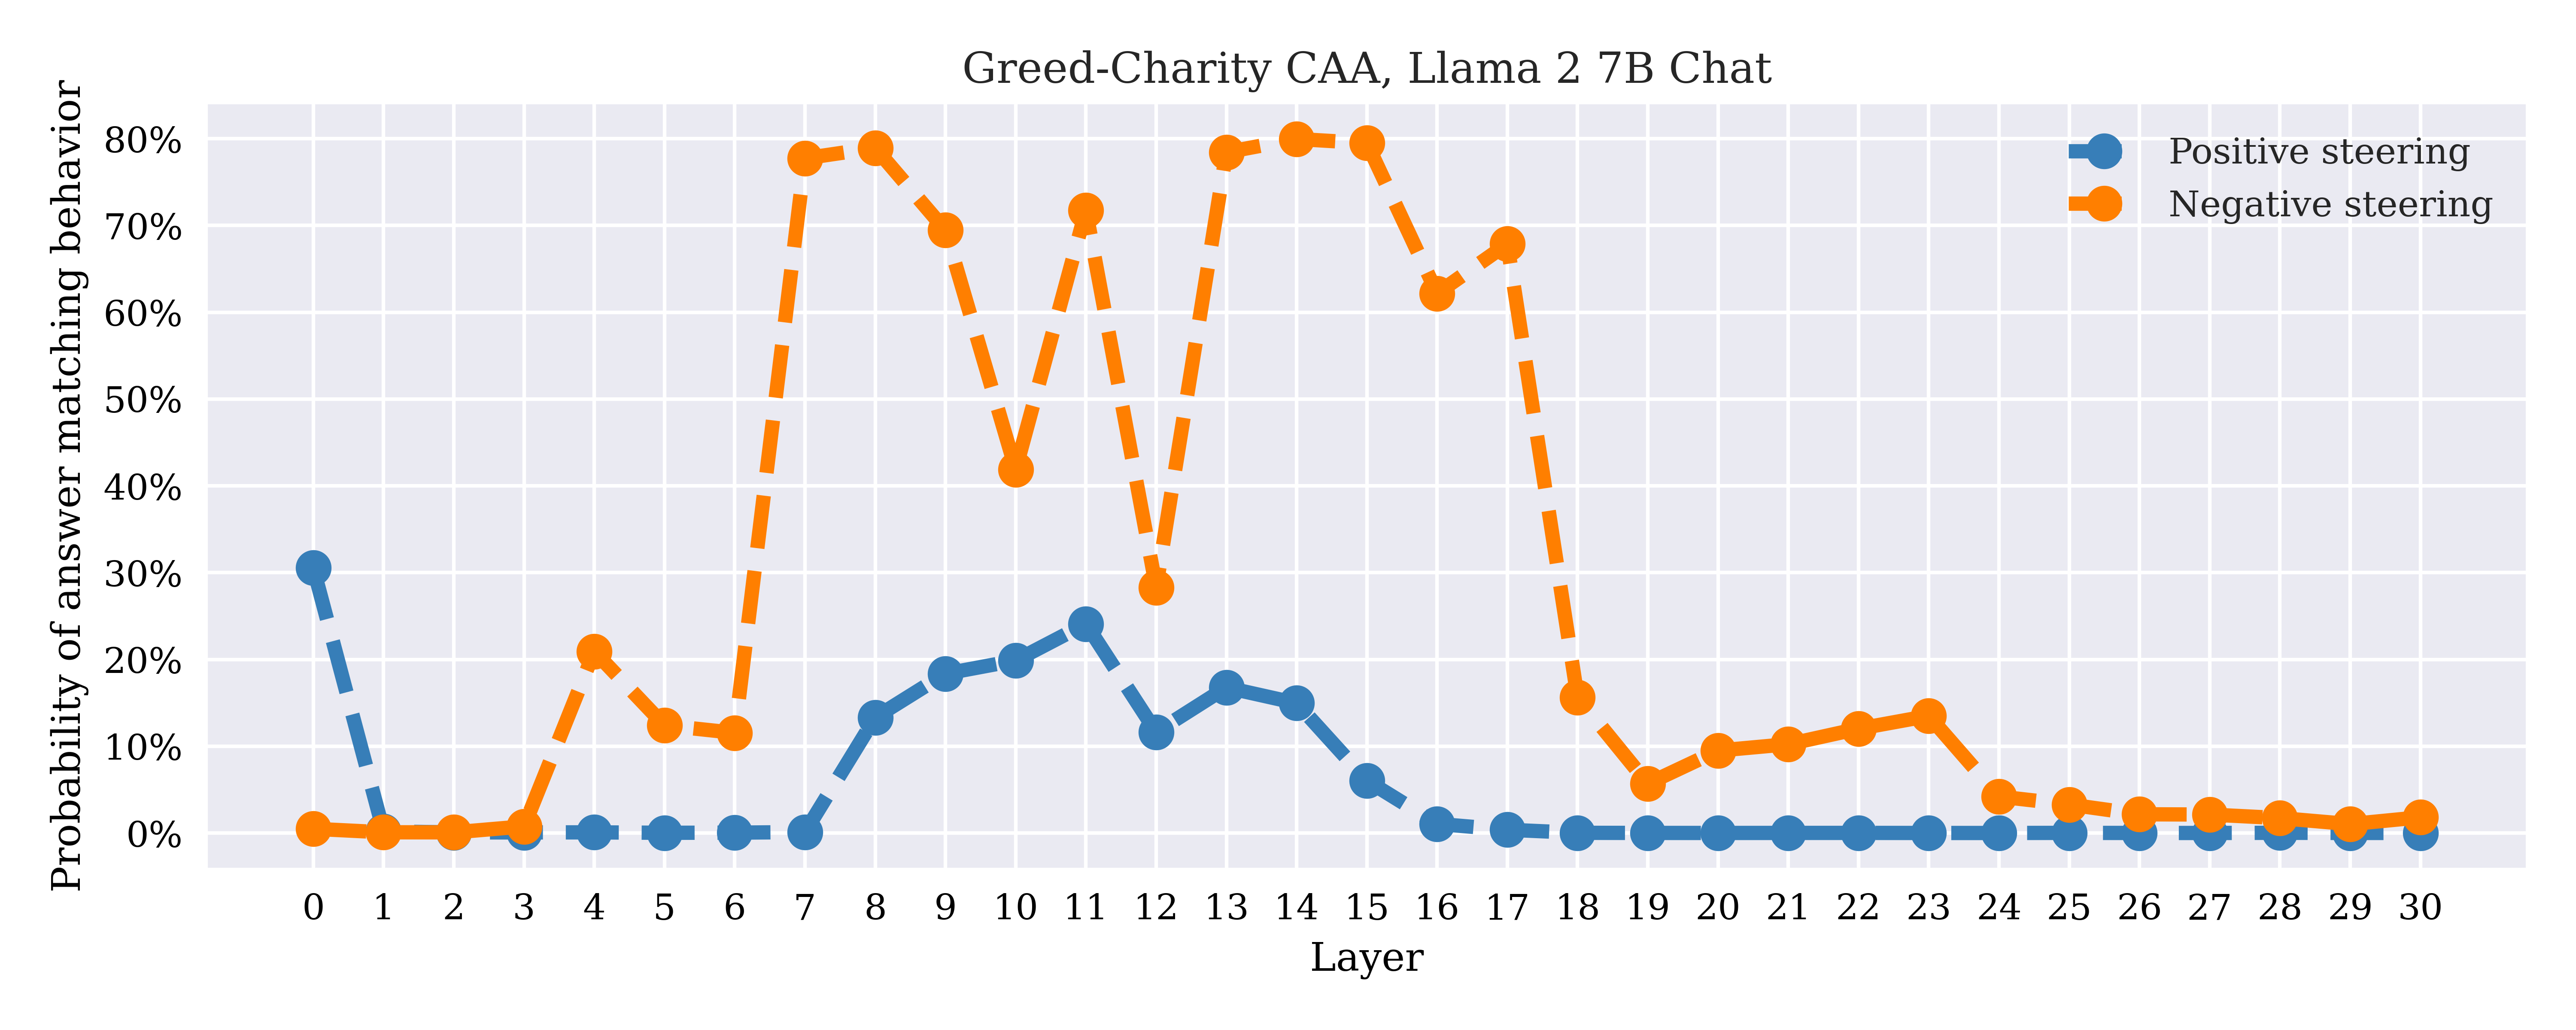 Greed-Charity CAA, Llama 2 7B Chat
Probability of answer matching behavior
80%
70%
60%
50%
40%
30%
20%
10%
0%
Positive steering
Negative steering
0 1 2 3 4 5 6 7 8 9 10 11 12 13 14 15 16 17 18 19 20 21 22 23 24 25 26 27 28 29 30
Layer